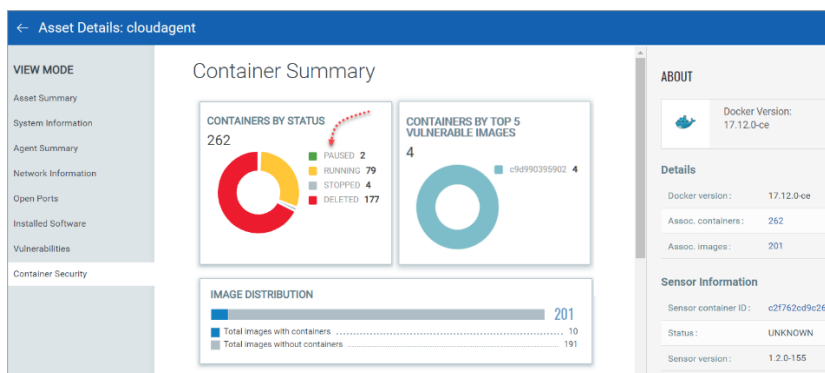 ← Asset Details: cloudagent
VIEW MODE
Asset Summary
System Information
Agent Summary
Network Information
Open Ports
Installed Software
Vulnerabilities
Container Security
Container Summary
CONTAINERS BY STATUS
262
PAUSED 2
RUNNING 79
STOPPED 4
DELETED 177
CONTAINERS BY TOP 5
VULNERABLE IMAGES
4
c9d990395902 4
IMAGE DISTRIBUTION
201
Total images with containers 10
Total images without containers 191
ABOUT
Docker Version:
17.12.0-ce
Details
Docker version: 17.12.0-ce
Assoc. containers: 262
Assoc. images: 201
Sensor Information
Sensor container ID: c2f762cd9c26
Status: UNKNOWN
Sensor version: 1.2.0-155